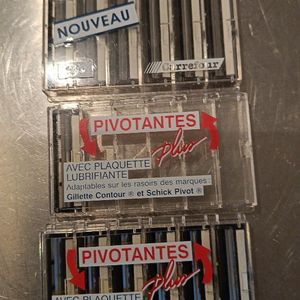 NOUVEAU
Carrefour
PIVOTANTES
Plus
AVEC PLAQUETTE
LUBRIFIANTE
Adaptables sur les rasoirs des marques :
Gillette Contour ® et Schick Pivot ®
PIVOTANTES
Plus
AVEC PLAQUETTE